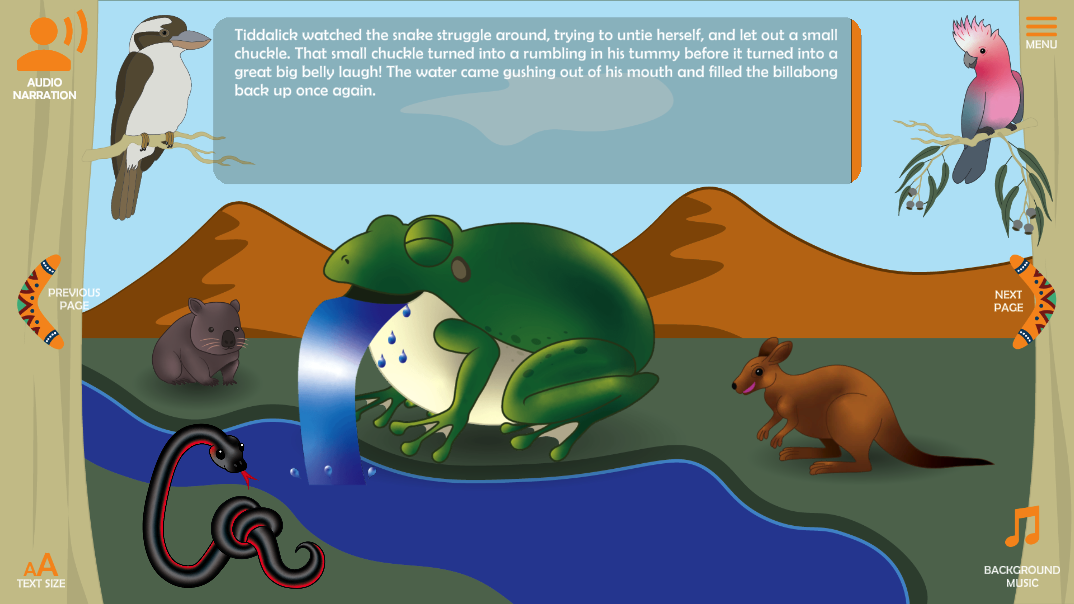 AUDIO
NARRATION
Tiddalick watched the snake struggle around, trying to untie herself, and let out a small
chuckle. That small chuckle turned into a rumbling in his tummy before it turned into a
great big belly laugh! The water came gushing out of his mouth and filled the billabong
back up once again.
MENU
PREVIOUS
PAGE
NEXT
PAGE
AA
TEXT SIZE
BACKGROUND
MUSIC